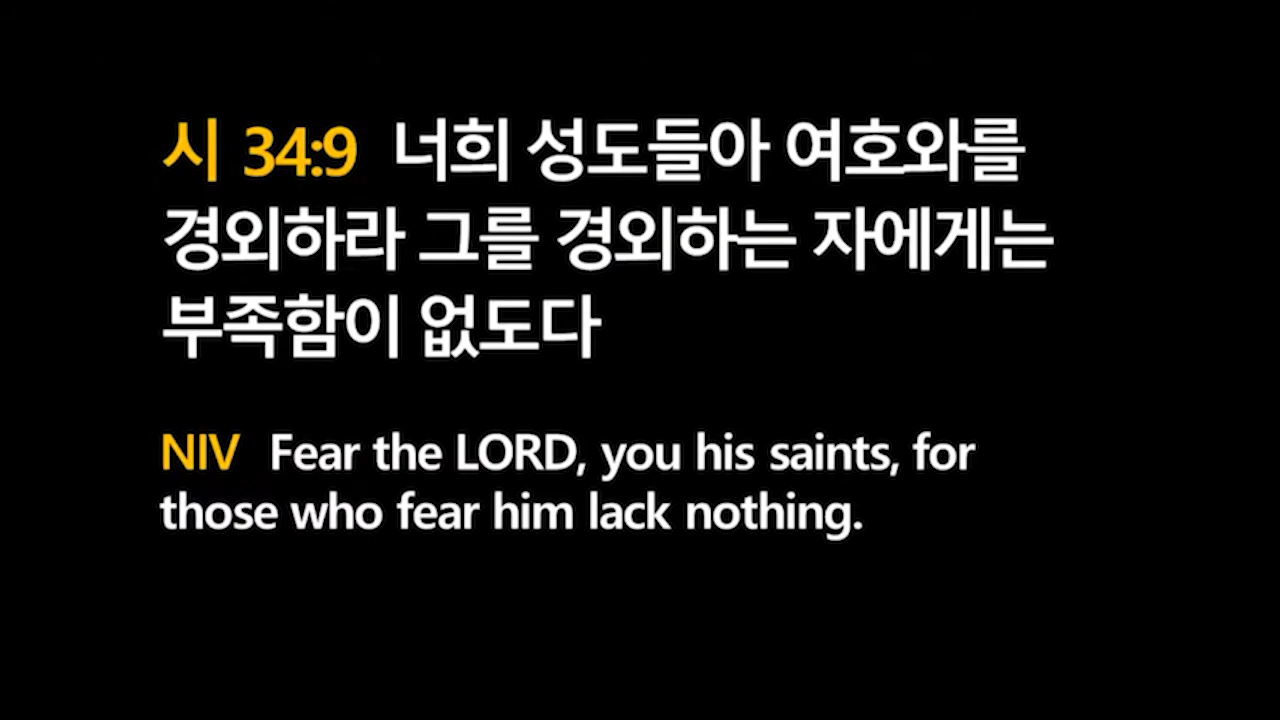 시 34:9 너희 성도들아 여호와를
경외하라 그를 경외하는 자에게는
부족함이 없도다
NIV Fear the LORD, you his saints, for
those who fear him lack nothing.